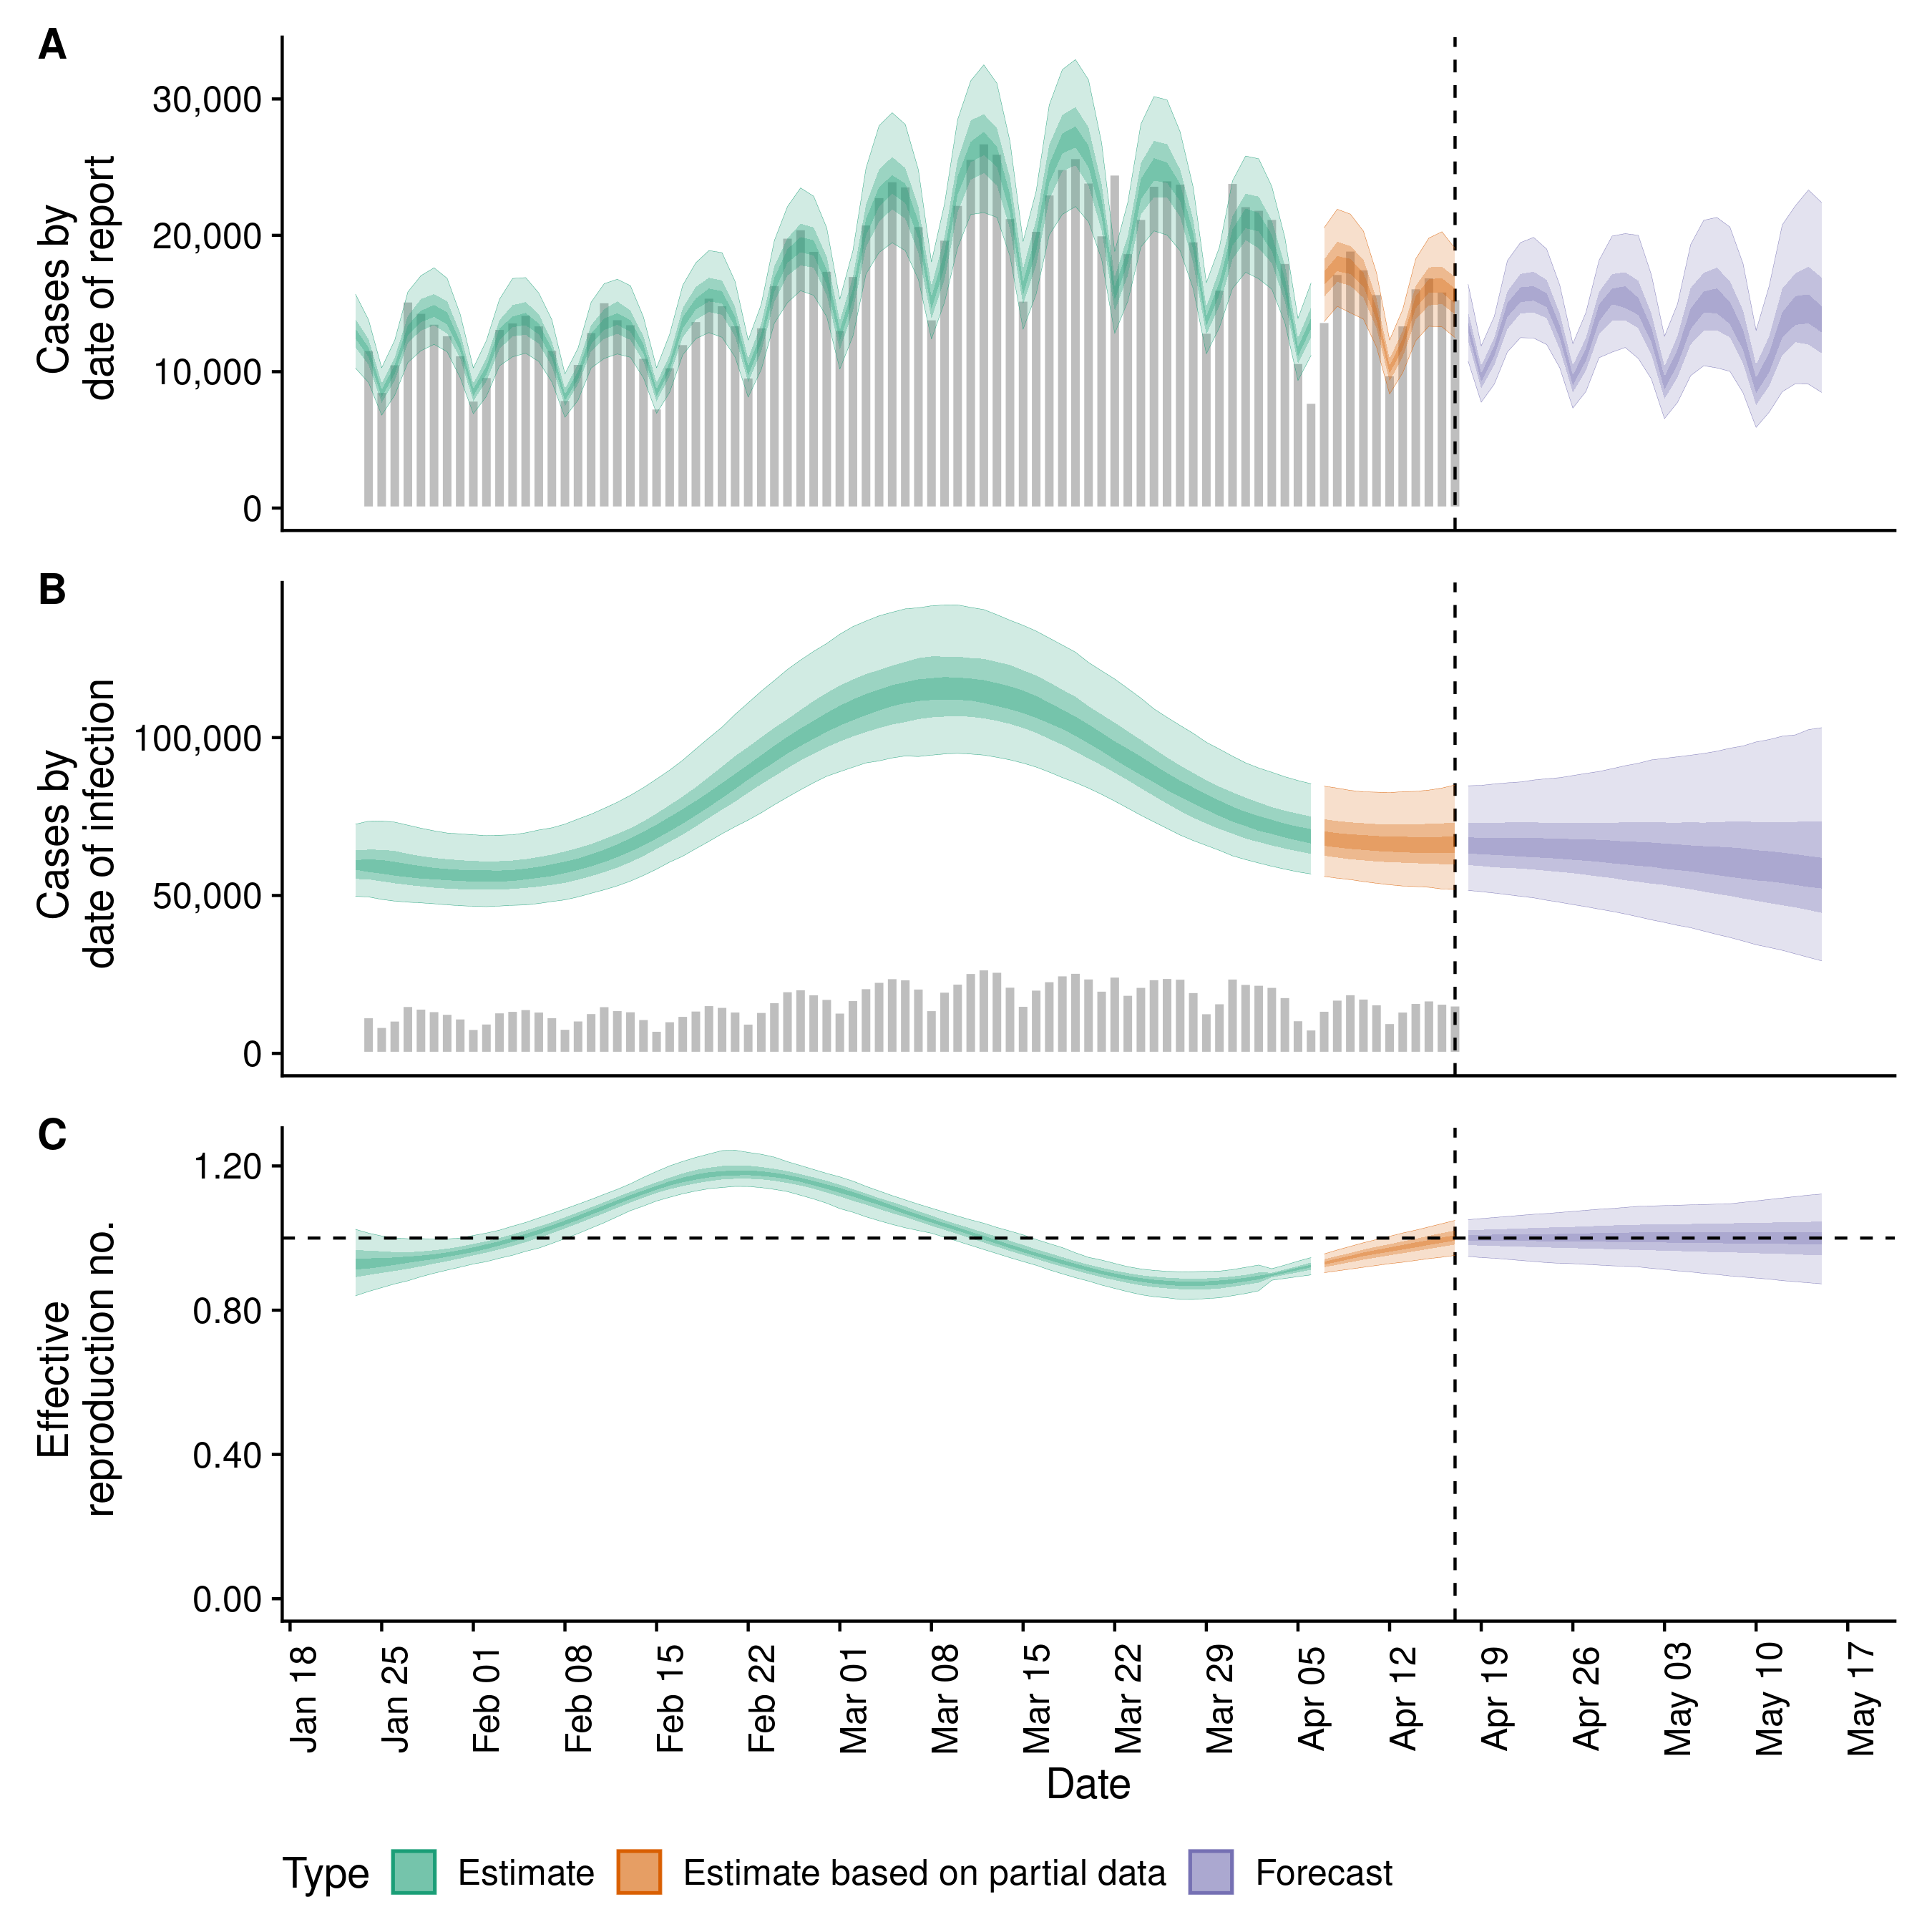 A
Cases by
date of report
30,000
20,000
10,000
0
B
Cases by
date of infection
100,000
50,000
0
C
Effective
reproduction no.
1.20
0.80
0.40
0.00
Jan 18
Jan 25
Feb 01
Feb 08
Feb 15
Feb 22
Mar 01
Mar 08
Mar 15
Mar 22
Mar 29
Apr 05
Apr 12
Apr 19
Apr 26
May 03
May 10
May 17
Date
Type Estimate Estimate based on partial data Forecast